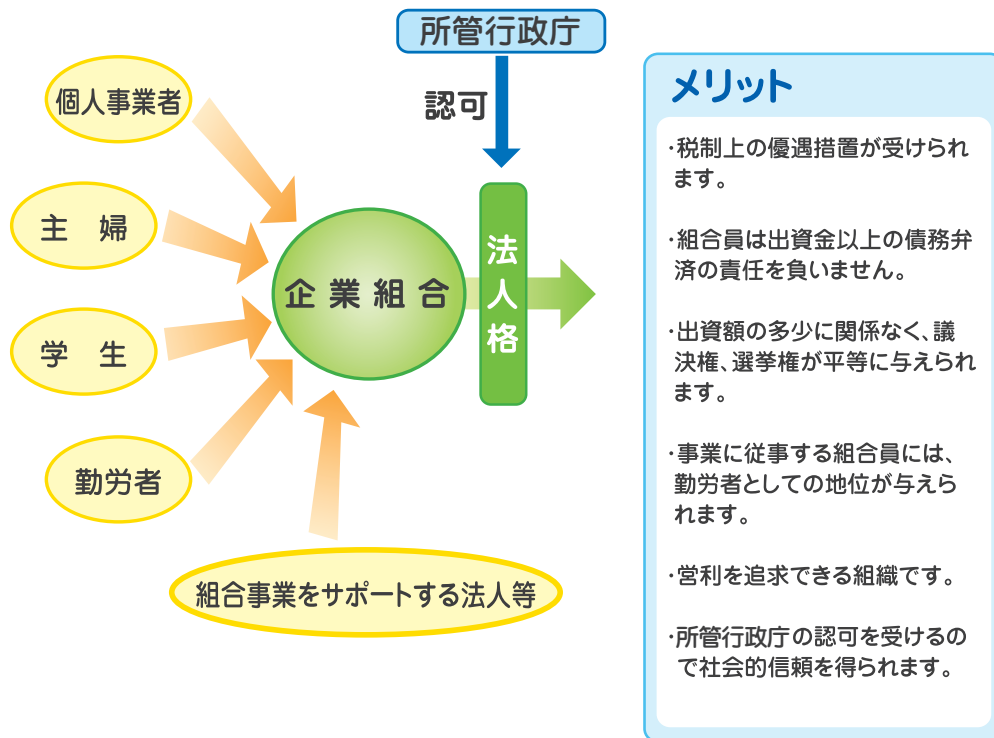 所管行政庁
認可
個人事業者
主 婦
学 生
勤労者
企業組合
法人格
組合事業をサポートする法人等
メリット
・税制上の優遇措置が受けられ
ます。
・組合員は出資金以上の債務弁
済の責任を負いません。
・出資額の多少に関係なく、議
決権、選挙権が平等に与えられ
ます。
・事業に従事する組合員には、
勤労者としての地位が与えら
れます。
・営利を追求できる組織です。
・所管行政庁の認可を受けるの
で社会的信頼を得られます。